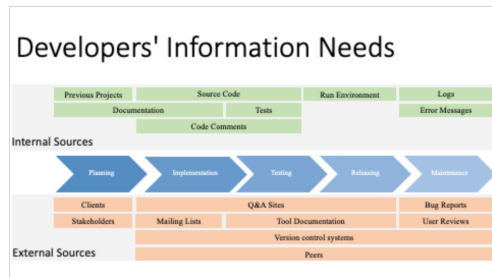 Developers' Information Needs
Previous Projects Source Code Run Environment Logs
Documentation Tests Error Messages
Code Comments
Internal Sources
Planning Implementation Testing Releasing Maintenance
Clients Q&A Sites Bug Reports
Stakeholders Mailing Lists Tool Documentation User Reviews
Version control systems
External Sources Peers